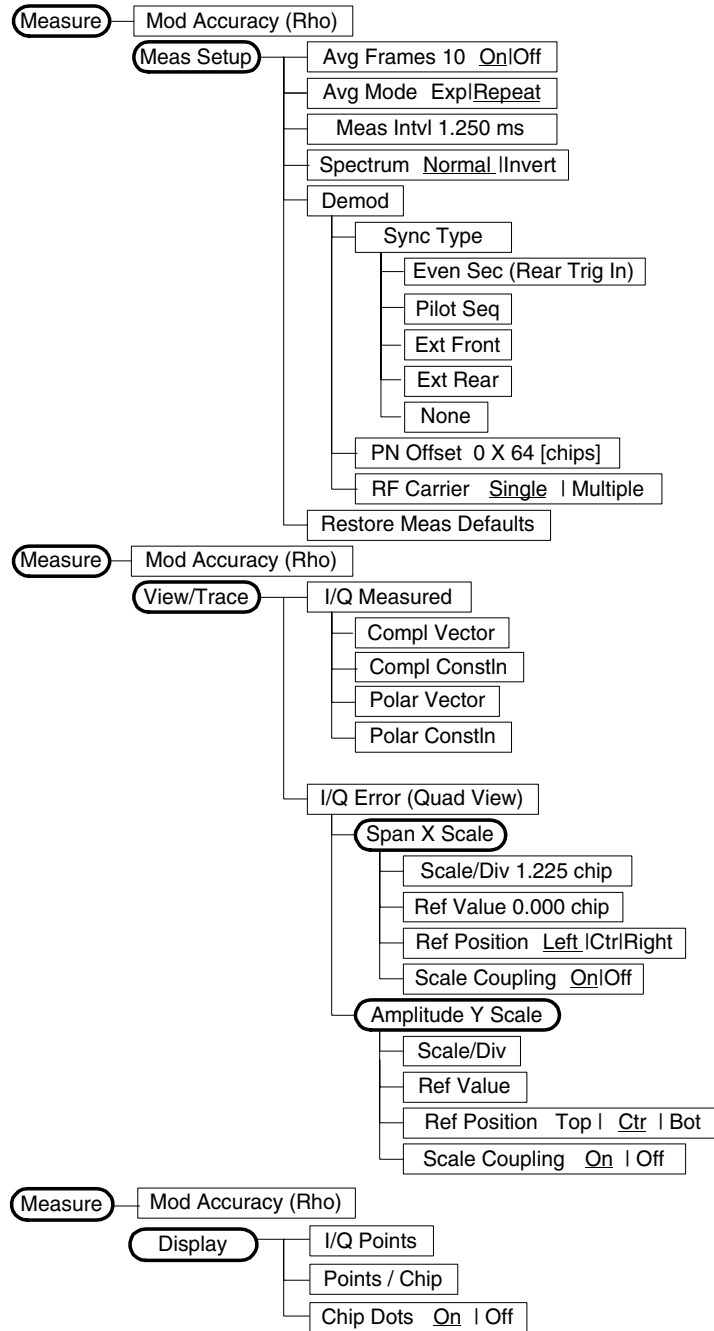 Measure
Mod Accuracy (Rho)
Meas Setup
Avg Frames 10 On|Off
Avg Mode Exp|Repeat
Meas Intvl 1.250 ms
Spectrum Normal |Invert
Demod
Sync Type
Even Sec (Rear Trig In)
Pilot Seq
Ext Front
Ext Rear
None
PN Offset 0 X 64 [chips]
RF Carrier Single | Multiple
Restore Meas Defaults
Measure
Mod Accuracy (Rho)
View/Trace
I/Q Measured
Compl Vector
Compl Constln
Polar Vector
Polar Constln
I/Q Error (Quad View)
Span X Scale
Scale/Div 1.225 chip
Ref Value 0.000 chip
Ref Position Left |Ctr|Right
Scale Coupling On|Off
Amplitude Y Scale
Scale/Div
Ref Value
Ref Position Top | Ctr | Bot
Scale Coupling On | Off
Measure
Mod Accuracy (Rho)
Display
I/Q Points
Points / Chip
Chip Dots On | Off